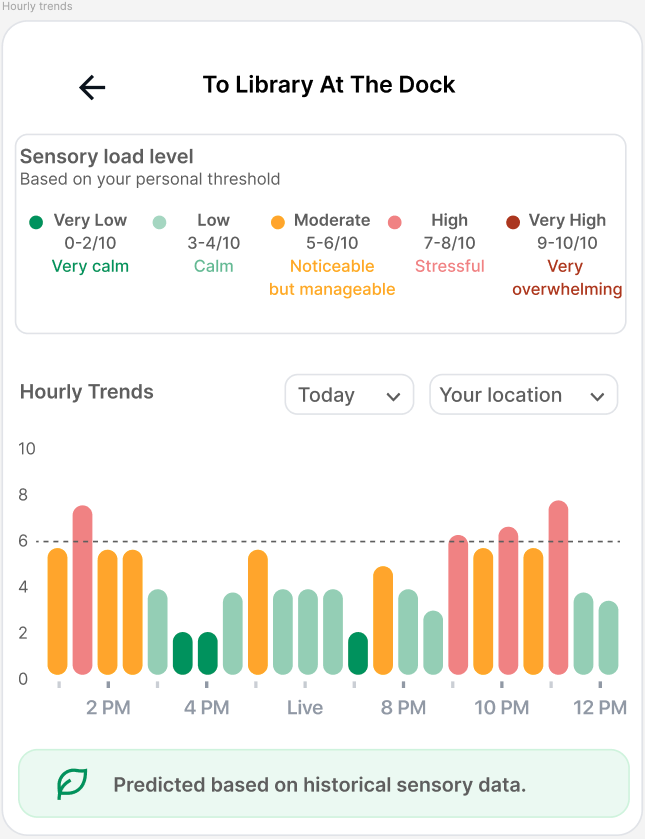 Hourly trends
To Library At The Dock
Sensory load level
Based on your personal threshold
Very Low Low Moderate High Very High
0-2/10 3-4/10 5-6/10 7-8/10 9-10/10
Very calm Calm Noticeable Stressful Very
but manageable overwhelming
Hourly Trends Today Your location
10
8
6
4
2
0
2 PM 4 PM Live 8 PM 10 PM 12 PM
Predicted based on historical sensory data.